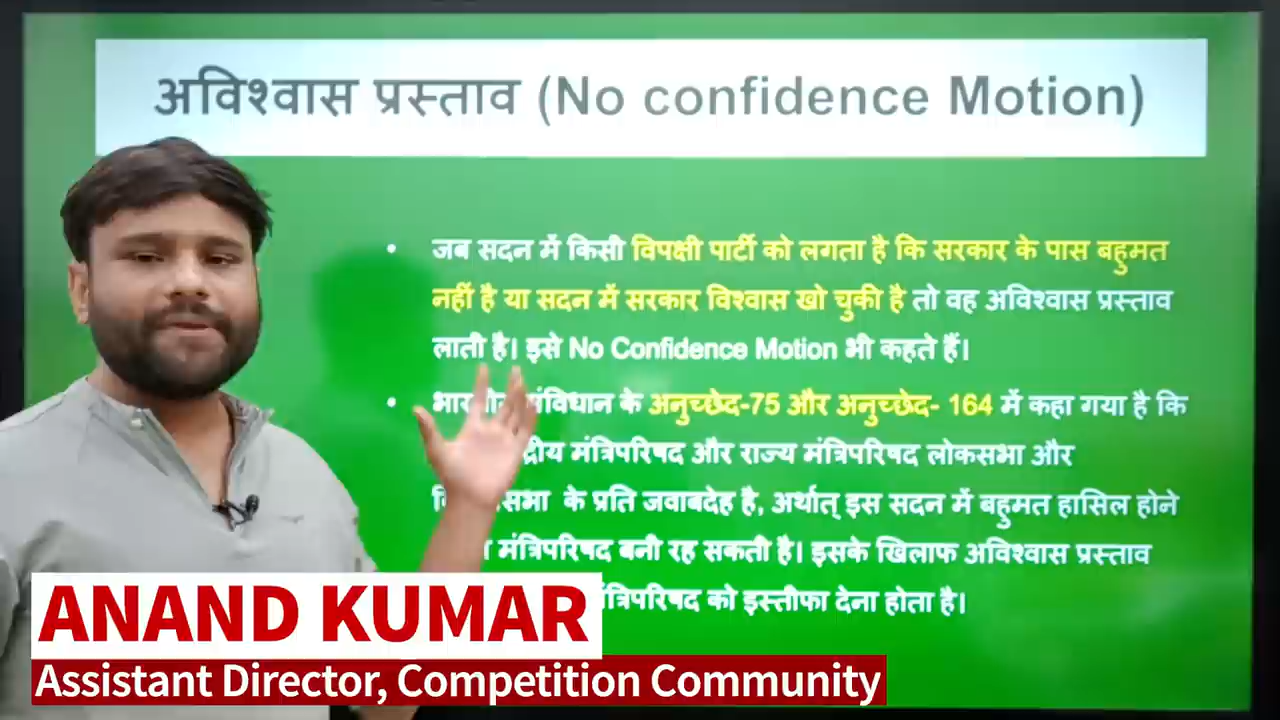 अविश्वास प्रस्ताव (No confidence Motion)
• जब सदन में किसी विपक्षी पार्टी को लगता है कि सरकार के पास बहुमत
नहीं है या सदन में सरकार विश्वास खो चुकी है तो वह अविश्वास प्रस्ताव
लाती है। इसे No Confidence Motion भी कहते हैं।
• संविधान के अनुच्छेद-75 और अनुच्छेद- 164 में कहा गया है कि
मंत्रिपरिषद और राज्य मंत्रिपरिषद लोकसभा और
के प्रति जवाबदेह है, अर्थात् इस सदन में बहुमत हासिल होने
मंत्रिपरिषद बनी रह सकती है। इसके खिलाफ अविश्वास प्रस्ताव
मंत्रिपरिषद को इस्तीफा देना होता है।
ANAND KUMAR
Assistant Director, Competition Community